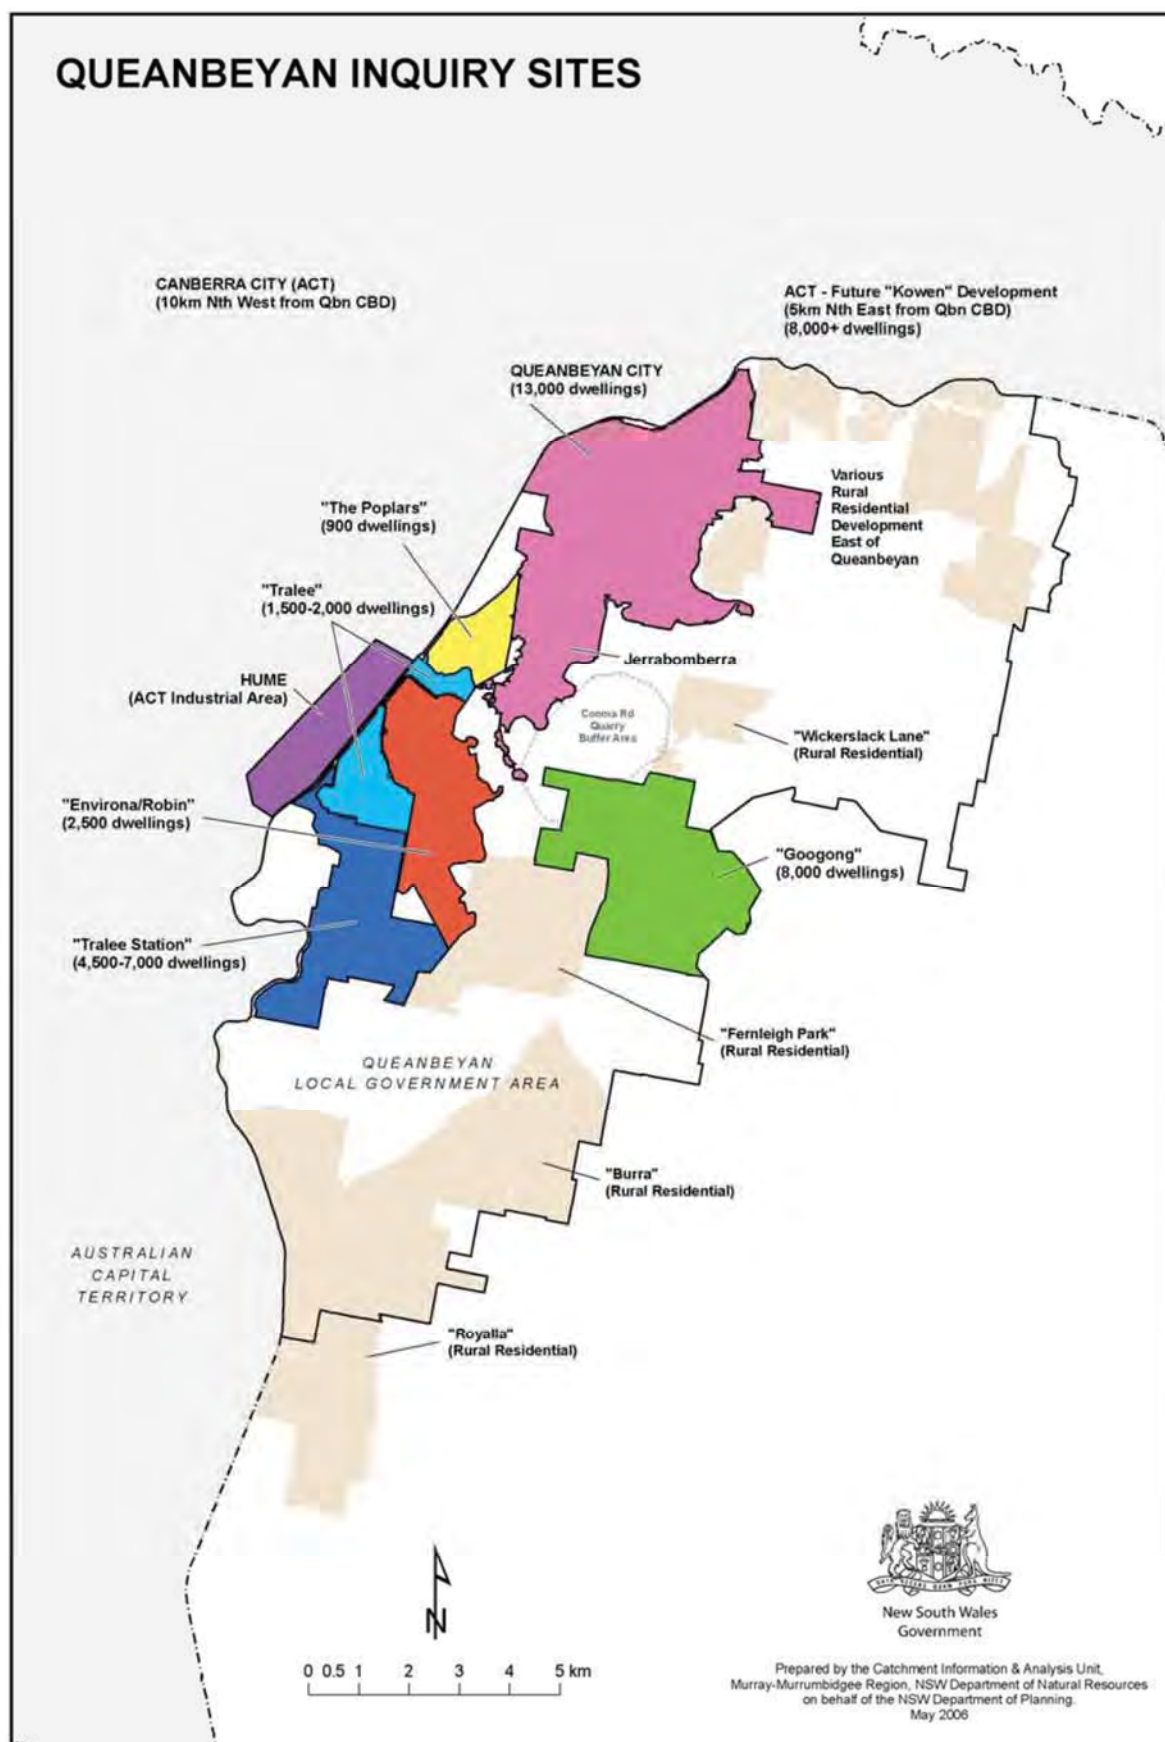 QUEANBEYAN INQUIRY SITES
CANBERRA CITY (ACT)
(10km Nth West from Qbn CBD)
ACT - Future "Kowen" Development
(5km Nth East from Qbn CBD)
(8,000+ dwellings)
QUEANBEYAN CITY
(13,000 dwellings)
Various
Rural
Residential
Development
East of
Queanbeyan
"The Poplars"
(900 dwellings)
"Tralee"
(1,500-2,000 dwellings)
Jerrabomberra
HUME
(ACT Industrial Area)
Cooma Rd
Quarry
Buffer Area
"Wickerslack Lane"
(Rural Residential)
"Environa/Robin"
(2,500 dwellings)
"Googong"
(8,000 dwellings)
"Tralee Station"
(4,500-7,000 dwellings)
"Fernleigh Park"
(Rural Residential)
QUEANBEYAN
LOCAL GOVERNMENT AREA
"Burra"
(Rural Residential)
AUSTRALIAN
CAPITAL
TERRITORY
"Royalla"
(Rural Residential)
N
0 0.5 1 2 3 4 5 km
New South Wales
Government
Prepared by the Catchment Information & Analysis Unit,
Murray-Murrumbidgee Region, NSW Department of Natural Resources
on behalf of the NSW Department of Planning.
May 2006